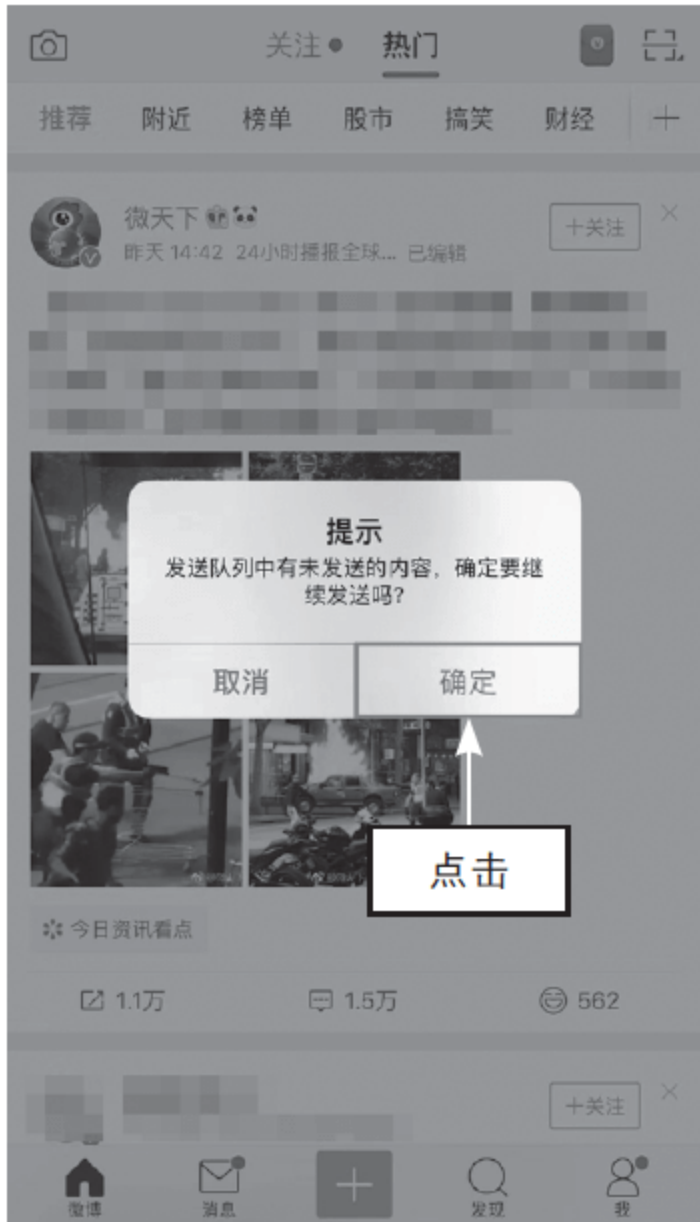 关注 热门
推荐 附近 榜单 股市 搞笑 财经
微天下
+关注
昨天 14:42 24小时播报全球... 已编辑
提示
发送队列中有未发送的内容，确定要继
续发送吗？
取消 确定
点击
今日资讯看点
1.1万 1.5万 562
+关注
微博 消息 发现 我